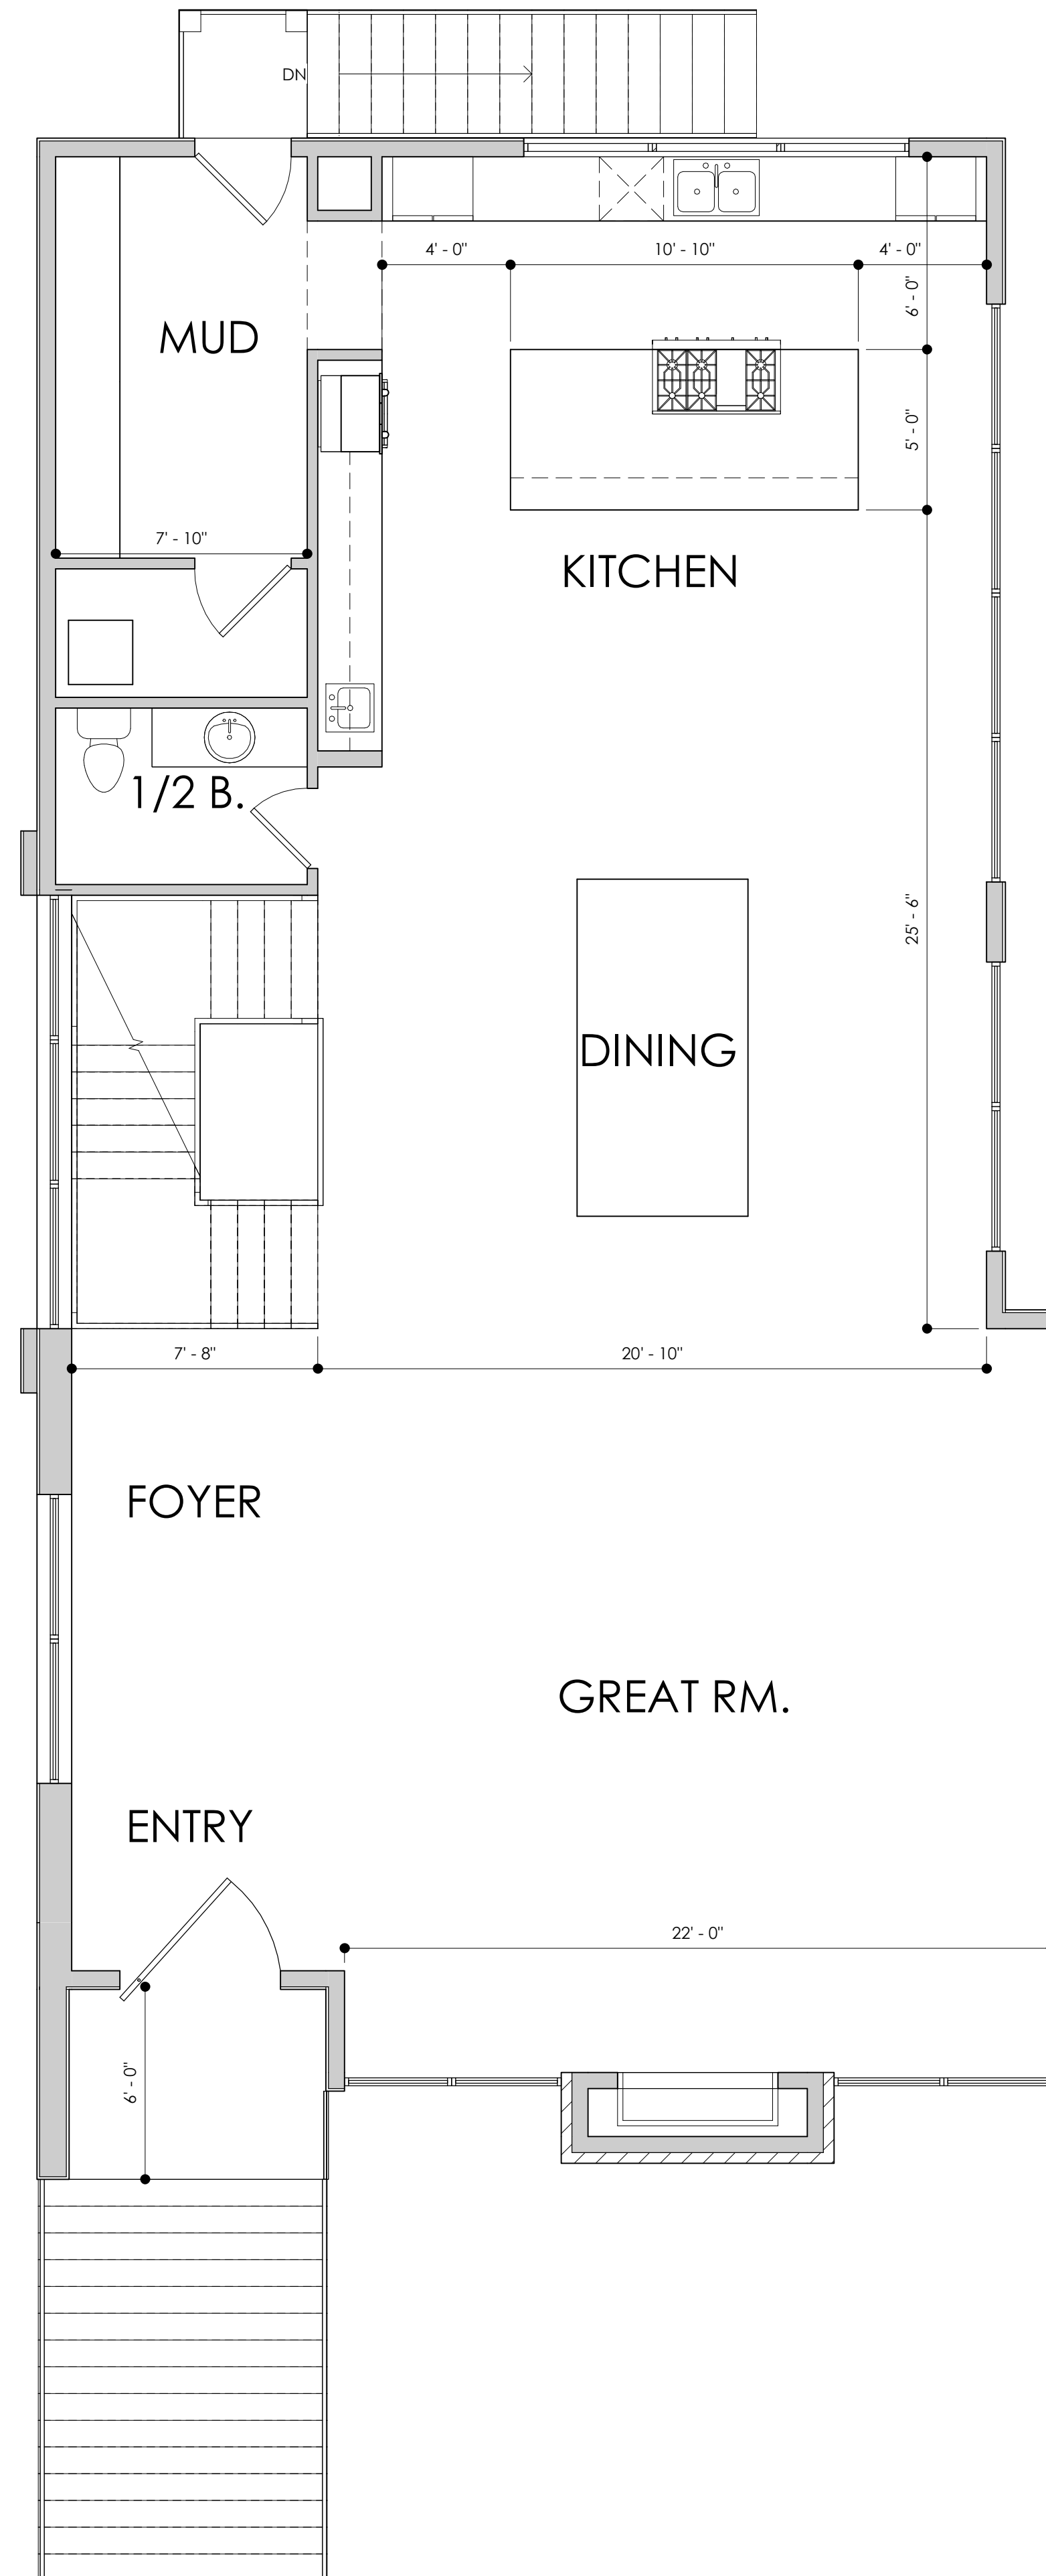 DN
4' - 0"
10' - 10"
4' - 0"
6' - 0"
MUD
5' - 0"
7' - 10"
KITCHEN
1/2 B.
25' - 6"
DINING
7' - 8"
20' - 10"
FOYER
GREAT RM.
ENTRY
22' - 0"
6' - 0"